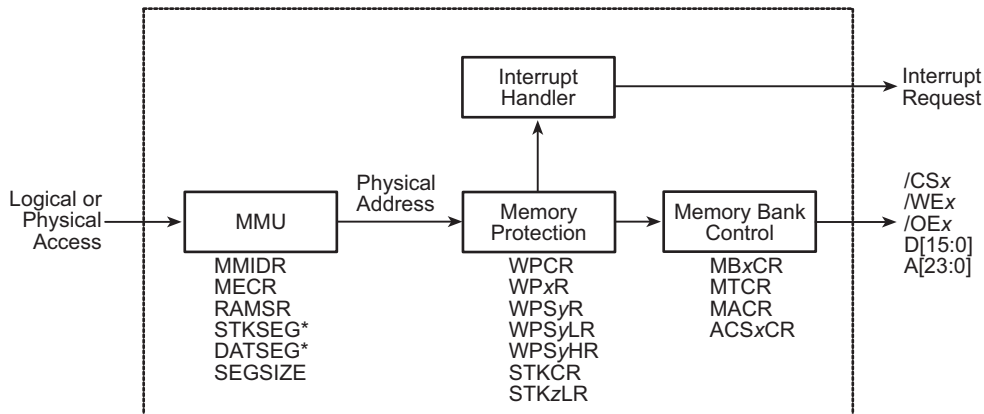 Interrupt
Handler
Interrupt
Request
Logical or
Physical
Access
MMU
Physical
Address
Memory
Protection
Memory Bank
Control
/CSx
/WEx
/OEx
D[15:0]
A[23:0]
MMIDR
MECR
RAMSR
STKSEG*
DATSEG*
SEGSIZE
WPCR
WPxR
WPSyR
WPSyLR
WPSyHR
STKCR
STKzLR
MBxCR
MTCR
MACR
ACSxCR